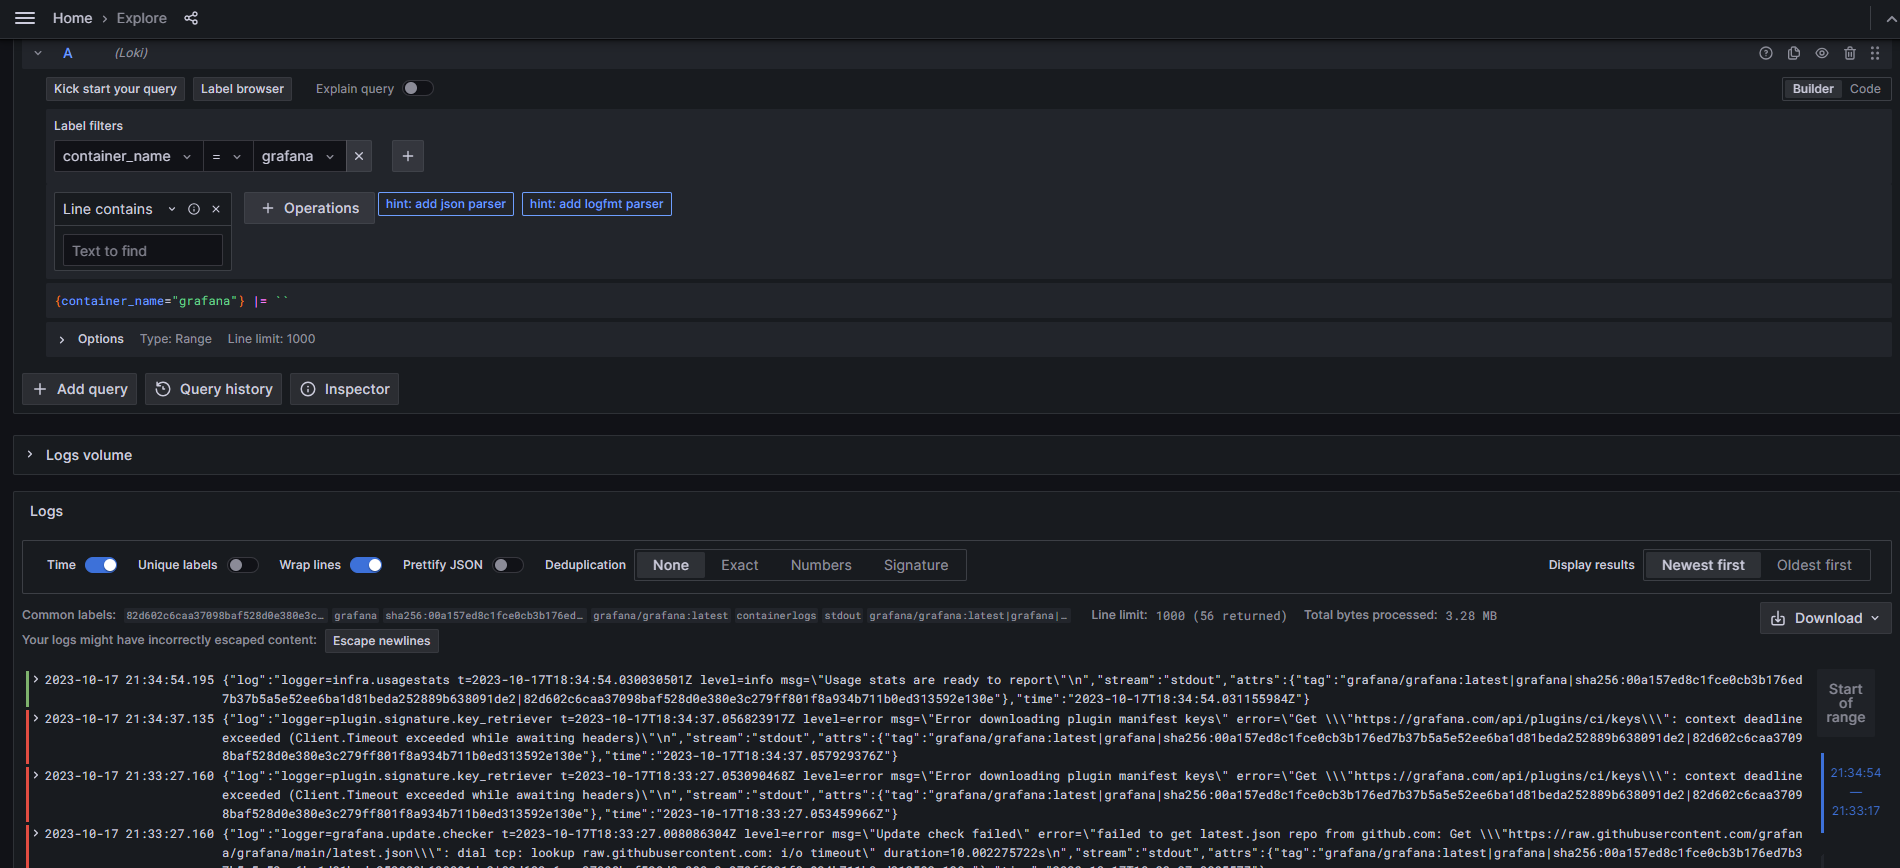 Home › Explore
A (Loki)
Kick start your query Label browser Explain query Builder Code
Label filters
container_name = grafana
Line contains + Operations hint: add json parser hint: add logfmt parser
Text to find
{container_name="grafana"} |= ``
Options Type: Range Line limit: 1000
+ Add query Query history Inspector
Logs volume
Logs
Time Unique labels Wrap lines Prettify JSON Deduplication None Exact Numbers Signature Display results Newest first Oldest first
Common labels: 82d602c6caa37098baf528d0e380e3c… grafana sha256:00a157ed8c1fce0cb3b176ed… grafana/grafana:latest containerlogs stdout grafana/grafana:latest|grafana|… Line limit: 1000 (56 returned) Total bytes processed: 3.28 MB Download
Your logs might have incorrectly escaped content: Escape newlines
2023-10-17 21:34:54.195 {"log":"logger=infra.usagestats t=2023-10-17T18:34:54.030030501Z level=info msg=\"Usage stats are ready to report\"\n","stream":"stdout","attrs":{"tag":"grafana/grafana:latest|grafana|sha256:00a157ed8c1fce0cb3b176ed
7b37b5a5e52ee6ba1d81beda252889b638091de2|82d602c6caa37098baf528d0e380e3c279ff801f8a934b711b0ed313592e130e"},"time":"2023-10-17T18:34:54.031155984Z"}
2023-10-17 21:34:37.135 {"log":"logger=plugin.signature.key_retriever t=2023-10-17T18:34:37.056823917Z level=error msg=\"Error downloading plugin manifest keys\" error=\"Get \\\"https://grafana.com/api/plugins/ci/keys\\\": context deadline
exceeded (Client.Timeout exceeded while awaiting headers)\"\n","stream":"stdout","attrs":{"tag":"grafana/grafana:latest|grafana|sha256:00a157ed8c1fce0cb3b176ed7b37b5a5e52ee6ba1d81beda252889b638091de2|82d602c6caa3709
8baf528d0e380e3c279ff801f8a934b711b0ed313592e130e"},"time":"2023-10-17T18:34:37.057929376Z"}
2023-10-17 21:33:27.160 {"log":"logger=plugin.signature.key_retriever t=2023-10-17T18:33:27.053090468Z level=error msg=\"Error downloading plugin manifest keys\" error=\"Get \\\"https://grafana.com/api/plugins/ci/keys\\\": context deadline
exceeded (Client.Timeout exceeded while awaiting headers)\"\n","stream":"stdout","attrs":{"tag":"grafana/grafana:latest|grafana|sha256:00a157ed8c1fce0cb3b176ed7b37b5a5e52ee6ba1d81beda252889b638091de2|82d602c6caa3709
8baf528d0e380e3c279ff801f8a934b711b0ed313592e130e"},"time":"2023-10-17T18:33:27.053459966Z"}
2023-10-17 21:33:27.160 {"log":"logger=grafana.update.checker t=2023-10-17T18:33:27.008086304Z level=error msg=\"Update check failed\" error=\"failed to get latest.json repo from github.com: Get \\\"https://raw.githubusercontent.com/grafan
a/grafana/main/latest.json\\\": dial tcp: lookup raw.githubusercontent.com: i/o timeout\" duration=10.002275722s\n","stream":"stdout","attrs":{"tag":"grafana/grafana:latest|grafana|sha256:00a157ed8c1fce0cb3b176ed7b3
Start
of
range
21:34:54
—
21:33:17